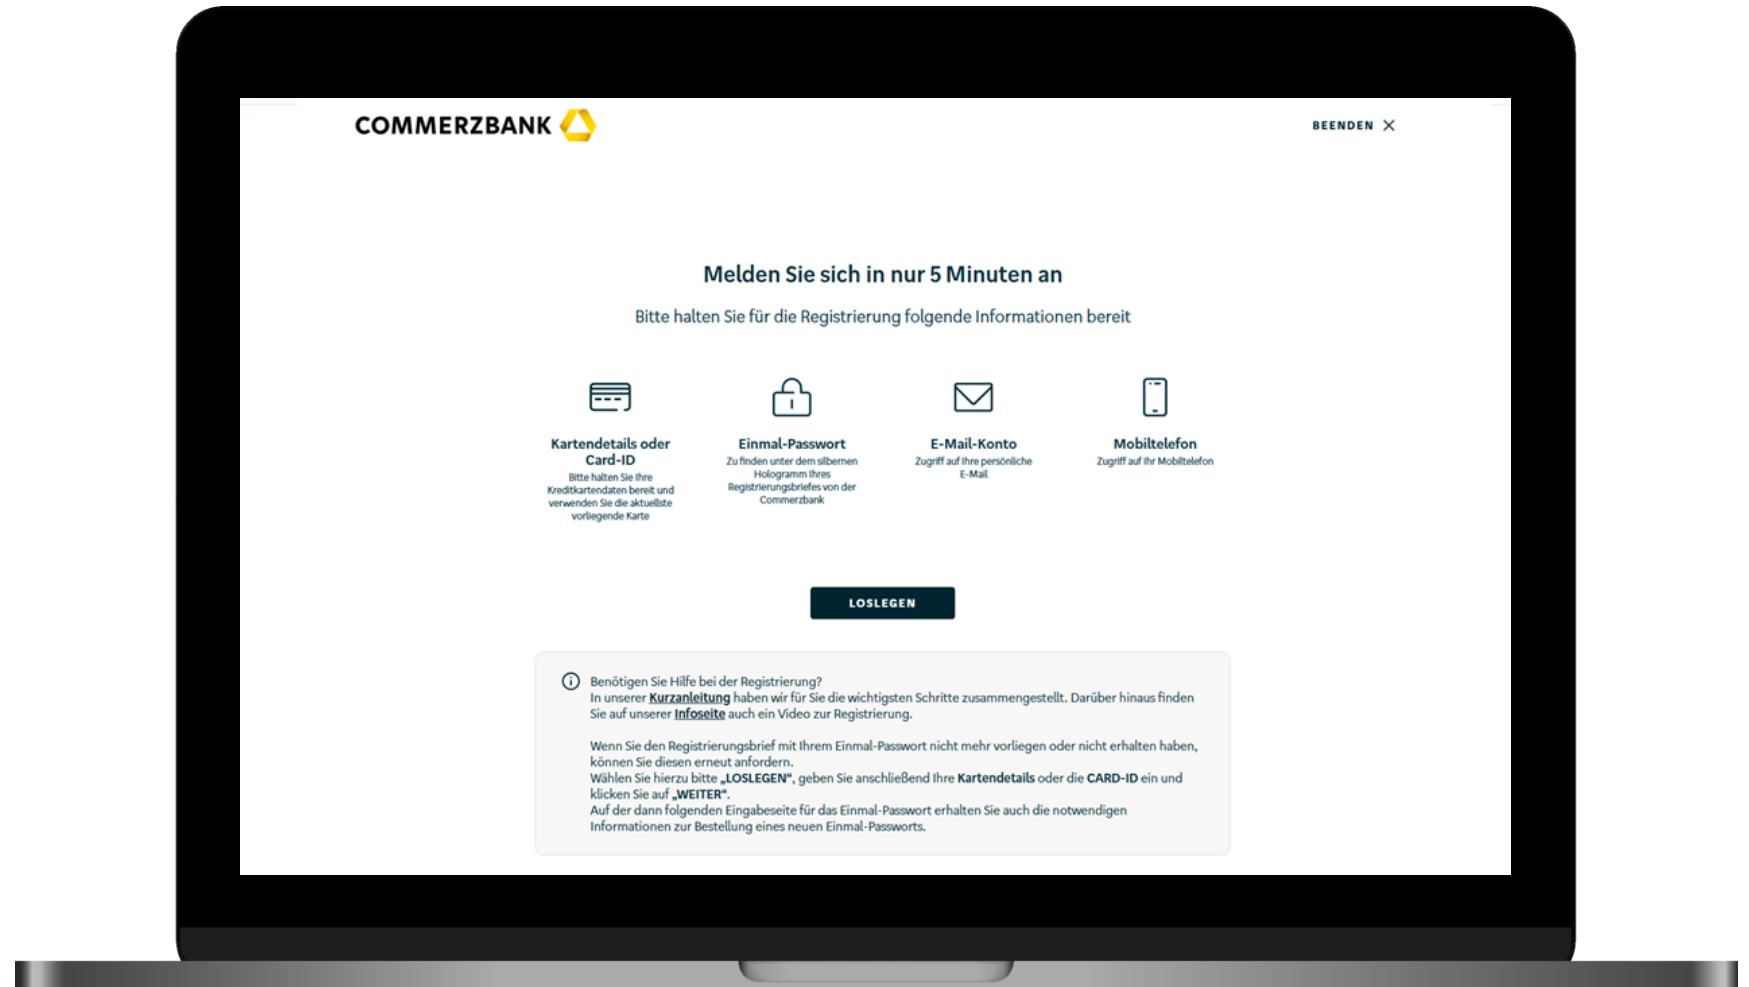 COMMERZBANK
BEENDEN
Melden Sie sich in nur 5 Minuten an
Bitte halten Sie für die Registrierung folgende Informationen bereit
Kartendetails oder
Card-ID
Bitte halten Sie Ihre
Kreditkartendaten bereit und
verwenden Sie die aktuellste
vorliegende Karte
Einmal-Passwort
Zu finden unter dem silbernen
Hologramm Ihres
Registrierungsbriefes von der
Commerzbank
E-Mail-Konto
Zugriff auf Ihre persönliche
E-Mail
Mobiltelefon
Zugriff auf Ihr Mobiltelefon
LOSLEGEN
Benötigen Sie Hilfe bei der Registrierung?
In unserer Kurzanleitung haben wir für Sie die wichtigsten Schritte zusammengestellt. Darüber hinaus finden
Sie auf unserer Infoseite auch ein Video zur Registrierung.
Wenn Sie den Registrierungsbrief mit Ihrem Einmal-Passwort nicht mehr vorliegen oder nicht erhalten haben,
können Sie diesen erneut anfordern.
Wählen Sie hierzu bitte „LOSLEGEN“, geben Sie anschließend Ihre Kartendetails oder die CARD-ID ein und
klicken Sie auf „WEITER“.
Auf der dann folgenden Eingabeseite für das Einmal-Passwort erhalten Sie auch die notwendigen
Informationen zur Bestellung eines neuen Einmal-Passworts.